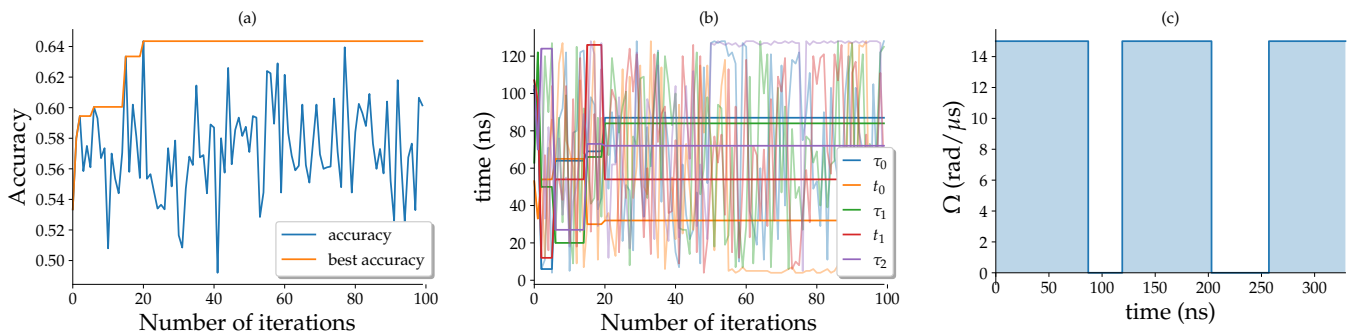 (a)
Accuracy
0.64
0.62
0.60
0.58
0.56
0.54
0.52
0.50
0
20
40
60
80
100
Number of iterations
accuracy
best accuracy
(b)
time (ns)
120
100
80
60
40
20
0
0
20
40
60
80
100
Number of iterations
τ₀
t₀
τ₁
t₁
τ₂
(c)
Ω (rad/μs)
14
12
10
8
6
4
2
0
0
50
100
150
200
250
300
time (ns)